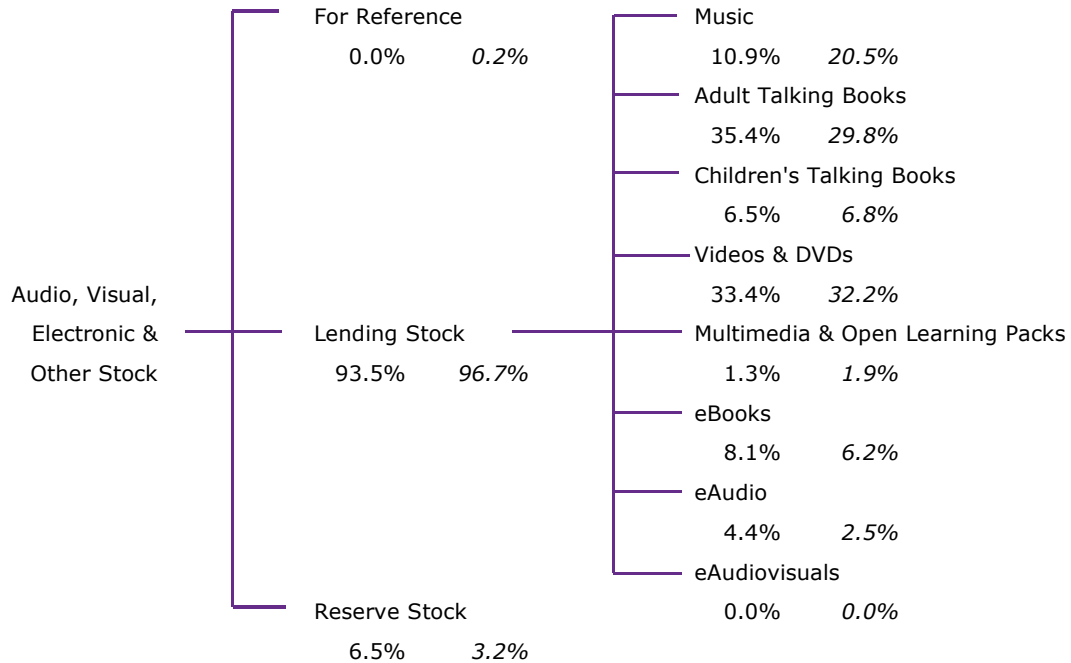 Audio, Visual,
Electronic &
Other Stock
For Reference
0.0% 0.2%
Lending Stock
93.5% 96.7%
Reserve Stock
6.5% 3.2%
Music
10.9% 20.5%
Adult Talking Books
35.4% 29.8%
Children's Talking Books
6.5% 6.8%
Videos & DVDs
33.4% 32.2%
Multimedia & Open Learning Packs
1.3% 1.9%
eBooks
8.1% 6.2%
eAudio
4.4% 2.5%
eAudiovisuals
0.0% 0.0%